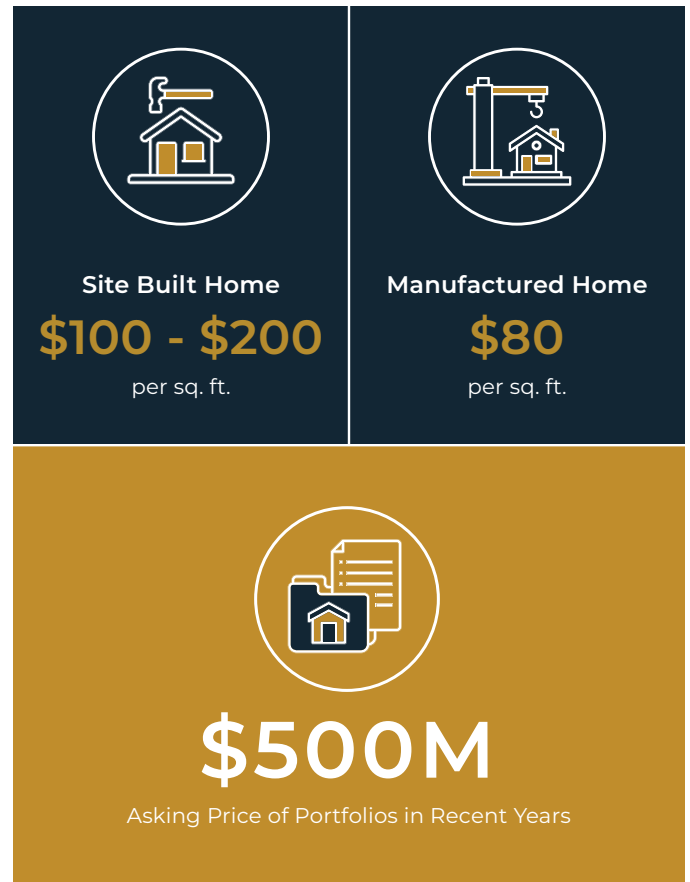 Site Built Home
$100 - $200
per sq. ft.
Manufactured Home
$80
per sq. ft.
$500M
Asking Price of Portfolios in Recent Years